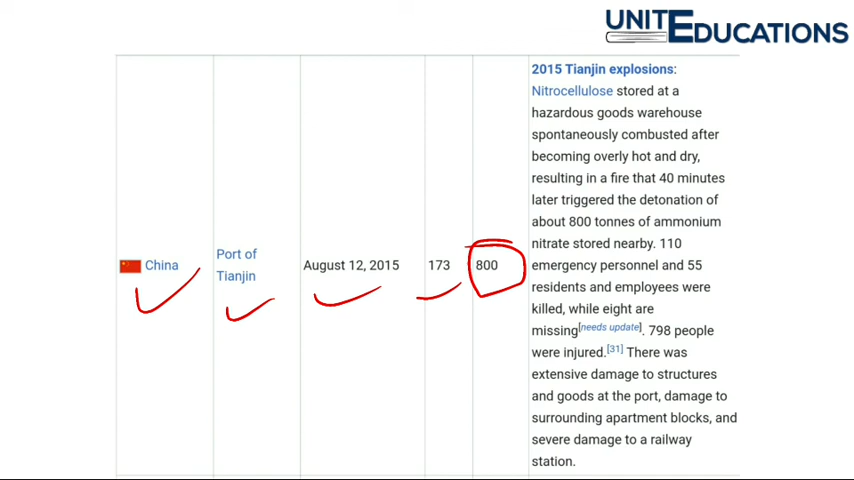 UNIT EDUCATIONS
2015 Tianjin explosions:
Nitrocellulose stored at a
hazardous goods warehouse
spontaneously combusted after
becoming overly hot and dry,
resulting in a fire that 40 minutes
later triggered the detonation of
about 800 tonnes of ammonium
nitrate stored nearby. 110
emergency personnel and 55
residents and employees were
killed, while eight are
missing[needs update]. 798 people
were injured.[31] There was
extensive damage to structures
and goods at the port, damage to
surrounding apartment blocks, and
severe damage to a railway
station.
China
Port of
Tianjin
August 12, 2015
173
800